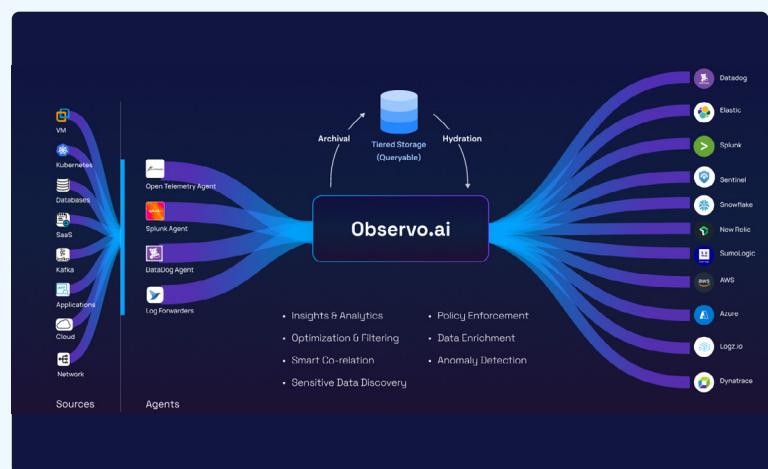 VM
Kubernetes
Databases
SaaS
Kafka
Applications
Cloud
Network
Sources
Open Telemetry Agent
Splunk Agent
DataDog Agent
Log Forwarders
Agents
Archival
Tiered Storage
(Queryable)
Hydration
Observo.ai
• Insights & Analytics
• Optimization & Filtering
• Smart Co-relation
• Sensitive Data Discovery
• Policy Enforcement
• Data Enrichment
• Anomaly Detection
Datadog
Elastic
Splunk
Sentinel
Snowflake
New Relic
SumoLogic
aws
AWS
Azure
Logz.io
Dynatrace